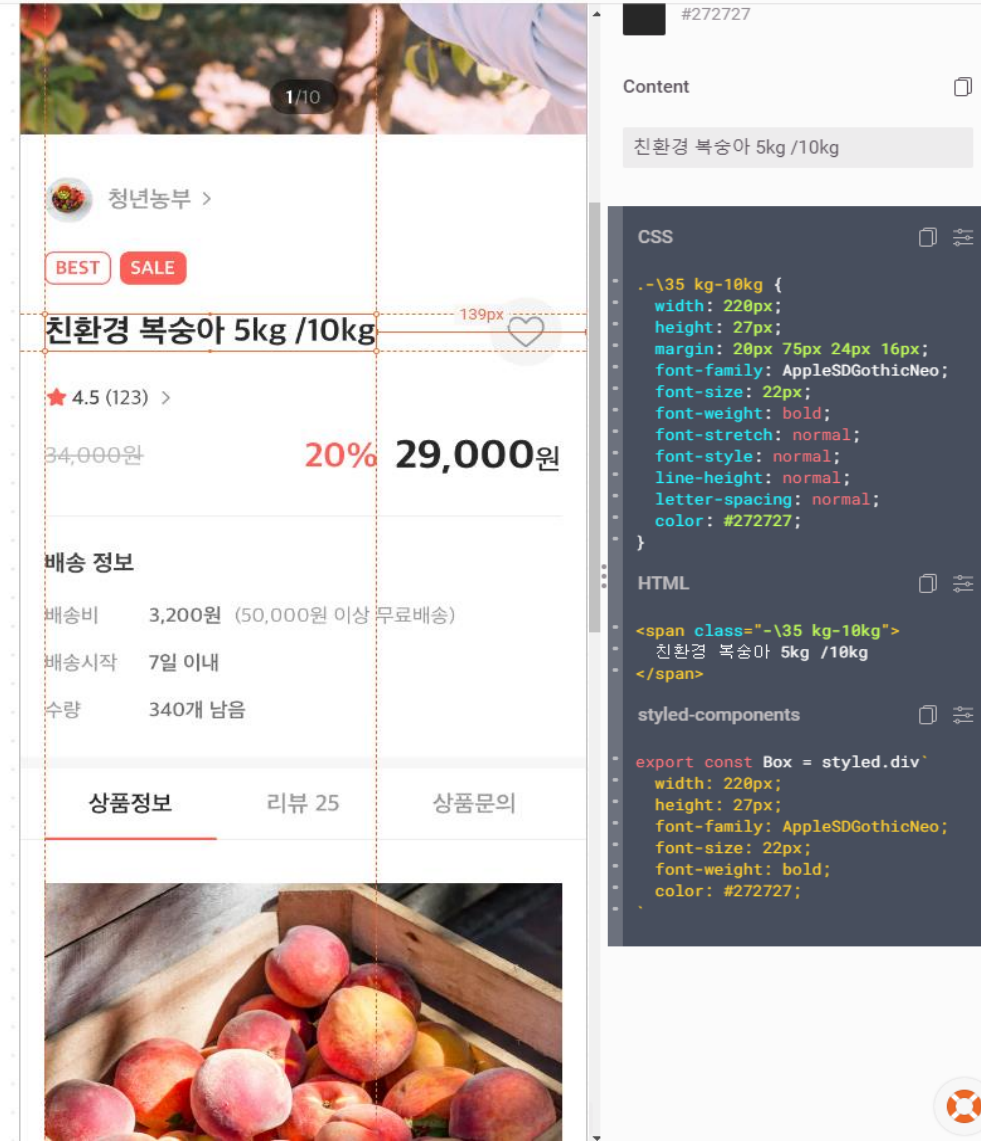 #272727
Content
친환경 복숭아 5kg /10kg
1/10
청년농부 >
BEST SALE
139px
친환경 복숭아 5kg /10kg
4.5 (123) >
34,000원 20% 29,000원
배송 정보
배송비 3,200원 (50,000원 이상 무료배송)
배송시작 7일 이내
수량 340개 남음
상품정보 리뷰 25 상품문의
CSS
.-\35 kg-10kg {
width: 220px;
height: 27px;
margin: 20px 75px 24px 16px;
font-family: AppleSDGothicNeo;
font-size: 22px;
font-weight: bold;
font-stretch: normal;
font-style: normal;
line-height: normal;
letter-spacing: normal;
color: #272727;
}
HTML
<span class="-\35 kg-10kg">
친환경 복숭아 5kg /10kg
</span>
styled-components
export const Box = styled.div`
width: 220px;
height: 27px;
font-family: AppleSDGothicNeo;
font-size: 22px;
font-weight: bold;
color: #272727;
`